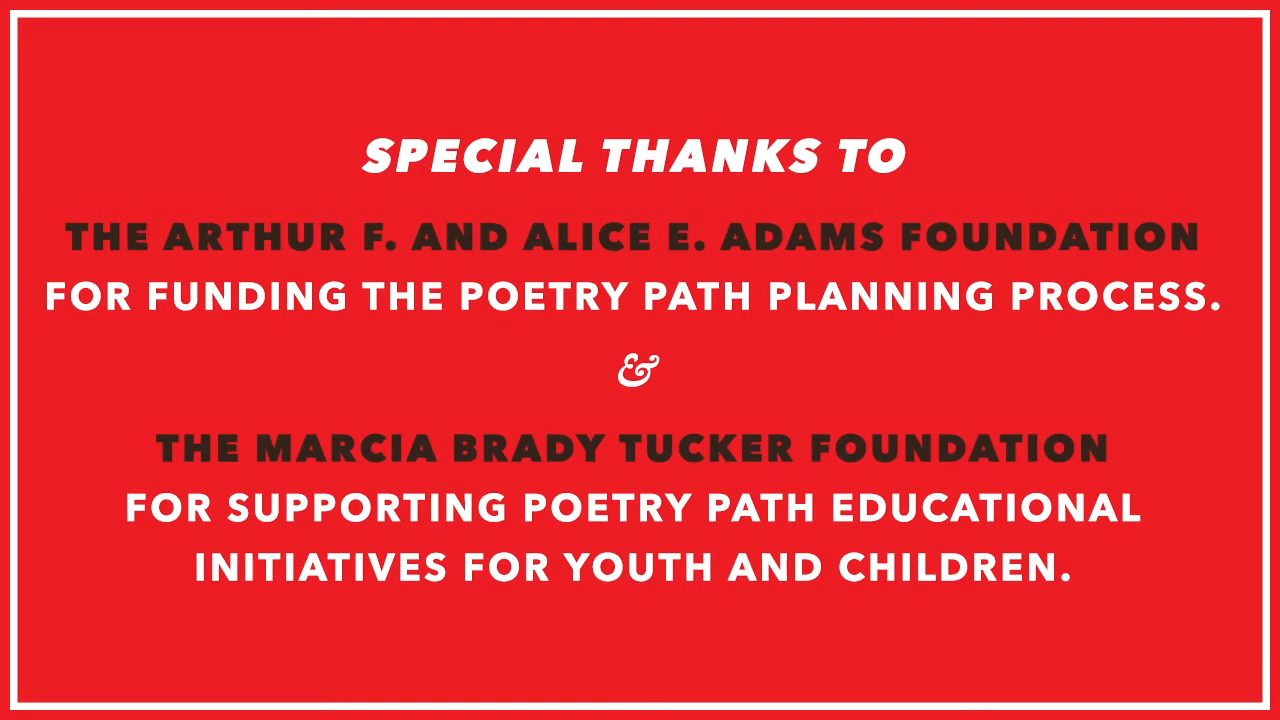 SPECIAL THANKS TO
THE ARTHUR F. AND ALICE E. ADAMS FOUNDATION
FOR FUNDING THE POETRY PATH PLANNING PROCESS.
&
THE MARCIA BRADY TUCKER FOUNDATION
FOR SUPPORTING POETRY PATH EDUCATIONAL
INITIATIVES FOR YOUTH AND CHILDREN.